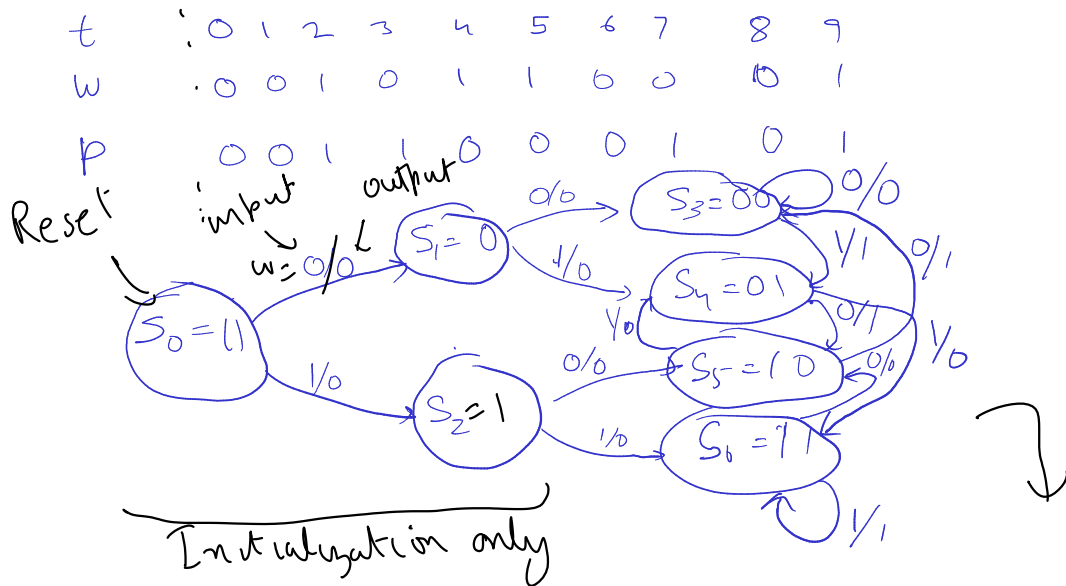 t : 0 1 2 3 4 5 6 7 8 9
w . 0 0 1 0 1 1 0 0 0 1
p 0 0 1 1 0 0 0 1 0 1
Reset
input
output
w = 0/0
S0 = ( )
1/0
S1 = 0
0/0
1/0
S2 = 1
0/0
1/0
S3 = 00
0/0
1/1
S4 = 01
0/1
1/0
S5 = 10
1/0
0/1
S6 = 11
0/0
1/1
Initialization only